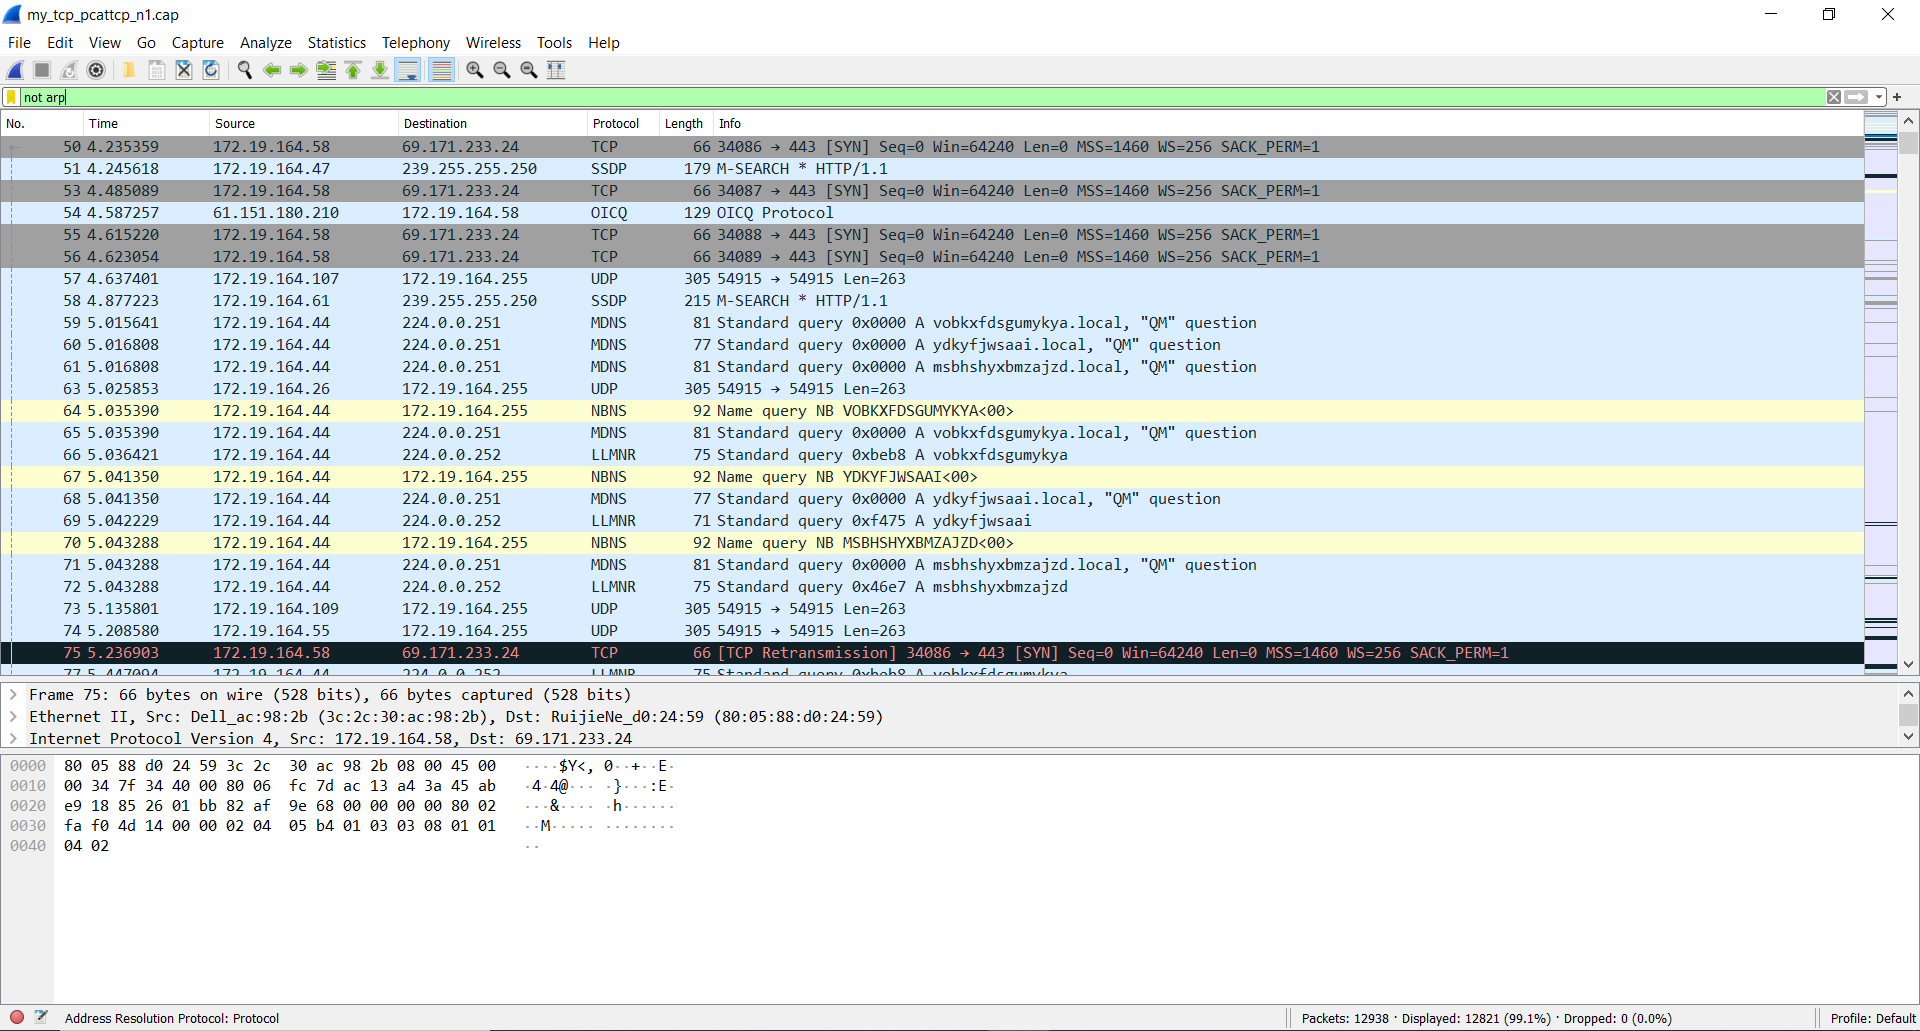 my_tcp_pcattcp_n1.cap
File Edit View Go Capture Analyze Statistics Telephony Wireless Tools Help
not arp
No. Time Source Destination Protocol Length Info
50 4.235359 172.19.164.58 69.171.233.24 TCP 66 34086 → 443 [SYN] Seq=0 Win=64240 Len=0 MSS=1460 WS=256 SACK_PERM=1
51 4.245618 172.19.164.47 239.255.255.250 SSDP 179 M-SEARCH * HTTP/1.1
53 4.485089 172.19.164.58 69.171.233.24 TCP 66 34087 → 443 [SYN] Seq=0 Win=64240 Len=0 MSS=1460 WS=256 SACK_PERM=1
54 4.587257 61.151.180.210 172.19.164.58 OICQ 129 OICQ Protocol
55 4.615220 172.19.164.58 69.171.233.24 TCP 66 34088 → 443 [SYN] Seq=0 Win=64240 Len=0 MSS=1460 WS=256 SACK_PERM=1
56 4.623054 172.19.164.58 69.171.233.24 TCP 66 34089 → 443 [SYN] Seq=0 Win=64240 Len=0 MSS=1460 WS=256 SACK_PERM=1
57 4.637401 172.19.164.107 172.19.164.255 UDP 305 54915 → 54915 Len=263
58 4.877223 172.19.164.61 239.255.255.250 SSDP 215 M-SEARCH * HTTP/1.1
59 5.015641 172.19.164.44 224.0.0.251 MDNS 81 Standard query 0x0000 A vobkxfdsgumykya.local, "QM" question
60 5.016808 172.19.164.44 224.0.0.251 MDNS 77 Standard query 0x0000 A ydkyfjwsaai.local, "QM" question
61 5.016808 172.19.164.44 224.0.0.251 MDNS 81 Standard query 0x0000 A msbhshyxbmzajzd.local, "QM" question
63 5.025853 172.19.164.26 172.19.164.255 UDP 305 54915 → 54915 Len=263
64 5.035390 172.19.164.44 172.19.164.255 NBNS 92 Name query NB VOBKXFDSGUMYKYA<00>
65 5.035390 172.19.164.44 224.0.0.251 MDNS 81 Standard query 0x0000 A vobkxfdsgumykya.local, "QM" question
66 5.036421 172.19.164.44 224.0.0.252 LLMNR 75 Standard query 0xbeb8 A vobkxfdsgumykya
67 5.041350 172.19.164.44 172.19.164.255 NBNS 92 Name query NB YDKYFJWSAAI<00>
68 5.041350 172.19.164.44 224.0.0.251 MDNS 77 Standard query 0x0000 A ydkyfjwsaai.local, "QM" question
69 5.042229 172.19.164.44 224.0.0.252 LLMNR 71 Standard query 0xf475 A ydkyfjwsaai
70 5.043288 172.19.164.44 172.19.164.255 NBNS 92 Name query NB MSBHSHYXBMZAJZD<00>
71 5.043288 172.19.164.44 224.0.0.251 MDNS 81 Standard query 0x0000 A msbhshyxbmzajzd.local, "QM" question
72 5.043288 172.19.164.44 224.0.0.252 LLMNR 75 Standard query 0x46e7 A msbhshyxbmzajzd
73 5.135801 172.19.164.109 172.19.164.255 UDP 305 54915 → 54915 Len=263
74 5.208580 172.19.164.55 172.19.164.255 UDP 305 54915 → 54915 Len=263
75 5.236903 172.19.164.58 69.171.233.24 TCP 66 [TCP Retransmission] 34086 → 443 [SYN] Seq=0 Win=64240 Len=0 MSS=1460 WS=256 SACK_PERM=1
77 5.447094 172.19.164.44 224.0.0.252 LLMNR 75 Standard query 0xbeb8 A vobkxfdsgumykya
Frame 75: 66 bytes on wire (528 bits), 66 bytes captured (528 bits)
Ethernet II, Src: Dell_ac:98:2b (3c:2c:30:ac:98:2b), Dst: RuijieNe_d0:24:59 (80:05:88:d0:24:59)
Internet Protocol Version 4, Src: 172.19.164.58, Dst: 69.171.233.24
0000 80 05 88 d0 24 59 3c 2c 30 ac 98 2b 08 00 45 00 ····$Y<, 0··+··E·
0010 00 34 7f 34 40 00 80 06 fc 7d ac 13 a4 3a 45 ab ·4·4@··· ·}···:E·
0020 e9 18 85 26 01 bb 82 af 9e 68 00 00 00 00 80 02 ···&···· ·h······
0030 fa f0 4d 14 00 00 02 04 05 b4 01 03 03 08 01 01 ··M····· ········
0040 04 02 ··
Address Resolution Protocol: Protocol
Packets: 12938 · Displayed: 12821 (99.1%) · Dropped: 0 (0.0%)
Profile: Default